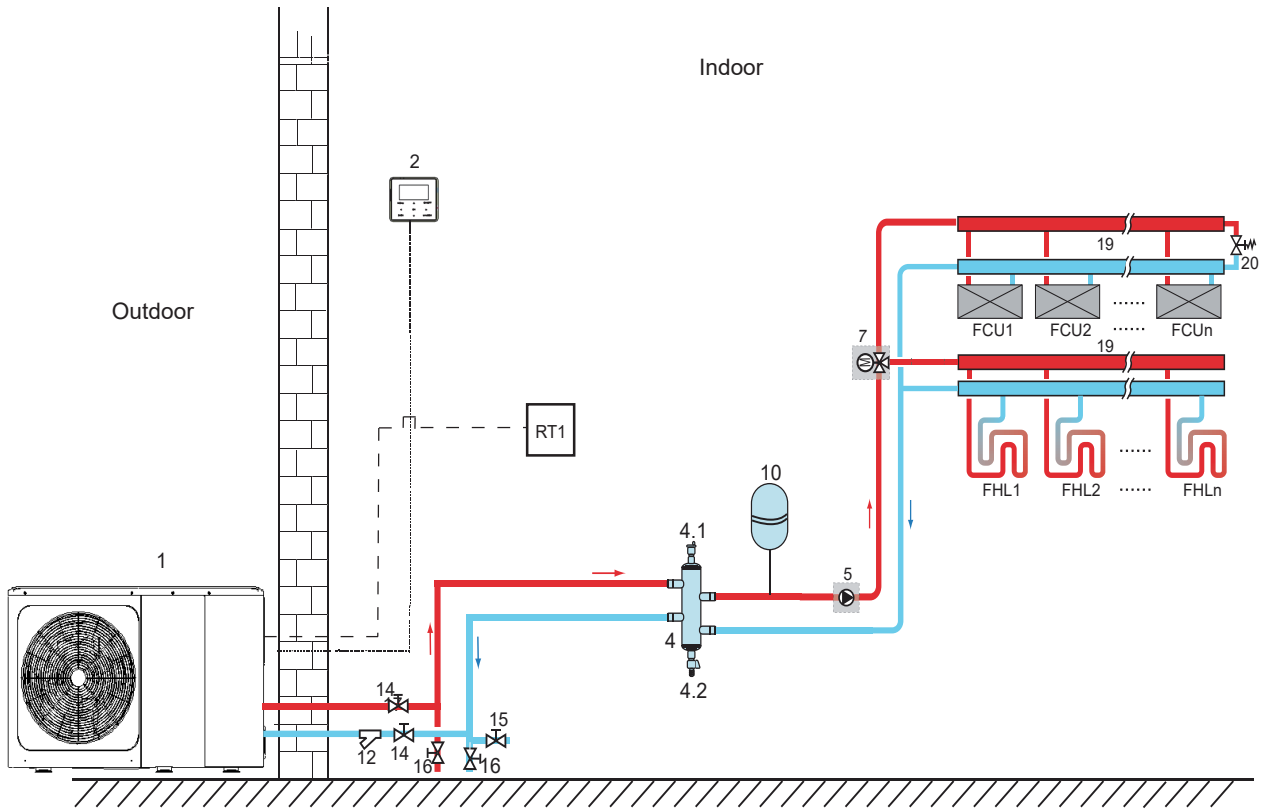 Indoor
2
19
20
Outdoor
FCU1 FCU2 ...... FCUn
......
7
19
RT1
......
FHL1 FHL2 ...... FHLn
10
1
4.1
5
4
4.2
14
15
12 14 16 16